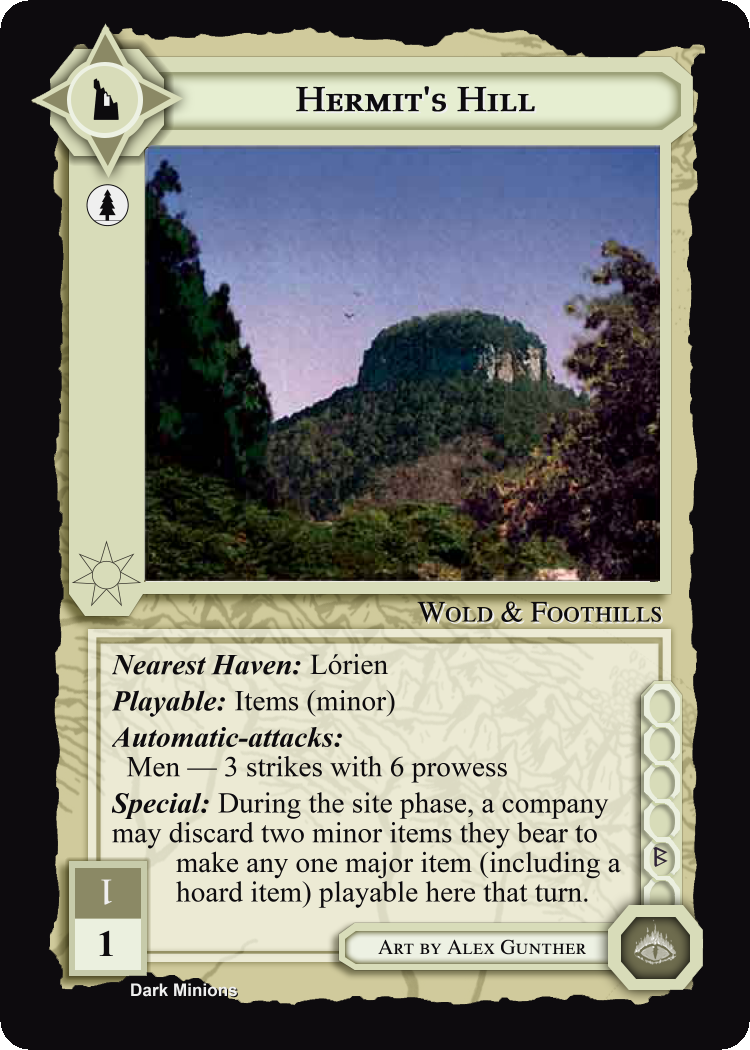 Hermit's Hill
Wold & Foothills
Nearest Haven: Lórien
Playable: Items (minor)
Automatic-attacks:
Men — 3 strikes with 6 prowess
Special: During the site phase, a company
may discard two minor items they bear to
make any one major item (including a
hoard item) playable here that turn.
B
I
1
Art by Alex Gunther
Dark Minions